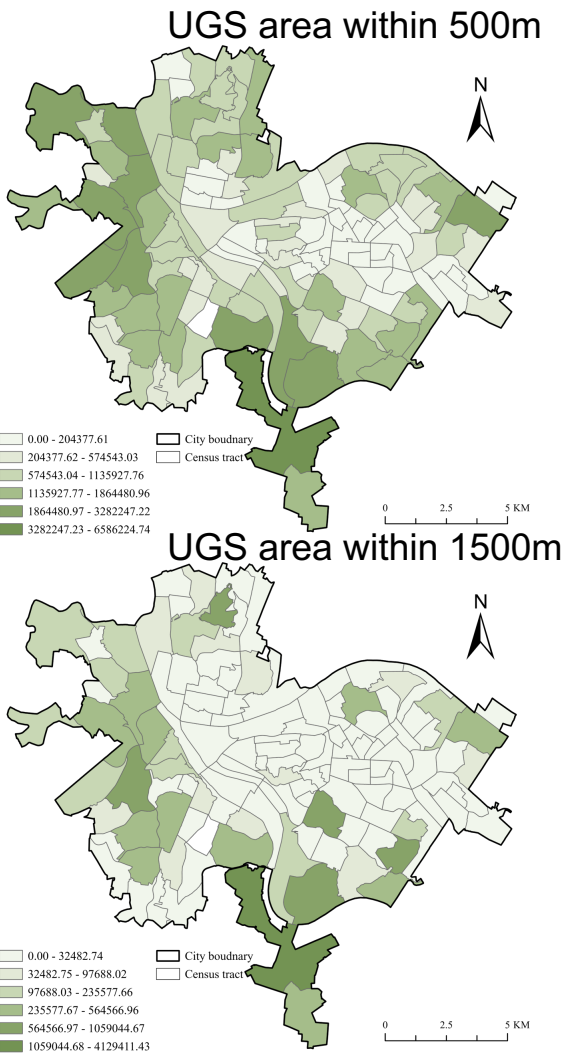 UGS area within 500m
N
0.00 - 204377.61
204377.62 - 574543.03
574543.04 - 1135927.76
1135927.77 - 1864480.96
1864480.97 - 3282247.22
3282247.23 - 6586224.74
City boudnary
Census tract
0 2.5 5 KM
UGS area within 1500m
N
0.00 - 32482.74
32482.75 - 97688.02
97688.03 - 235577.66
235577.67 - 564566.96
564566.97 - 1059044.67
1059044.68 - 4129411.43
City boudnary
Census tract
0 2.5 5 KM